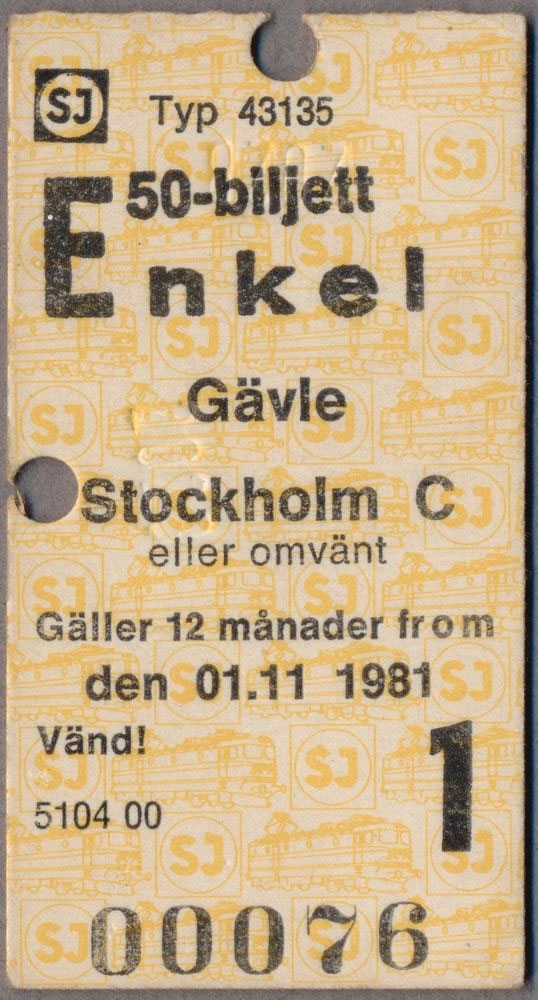 SJ Typ 43135
50-biljett
Enkel
Gävle
Stockholm C
eller omvänt
Gäller 12 månader from
den 01.11 1981
Vänd!
1
5104 00
00076